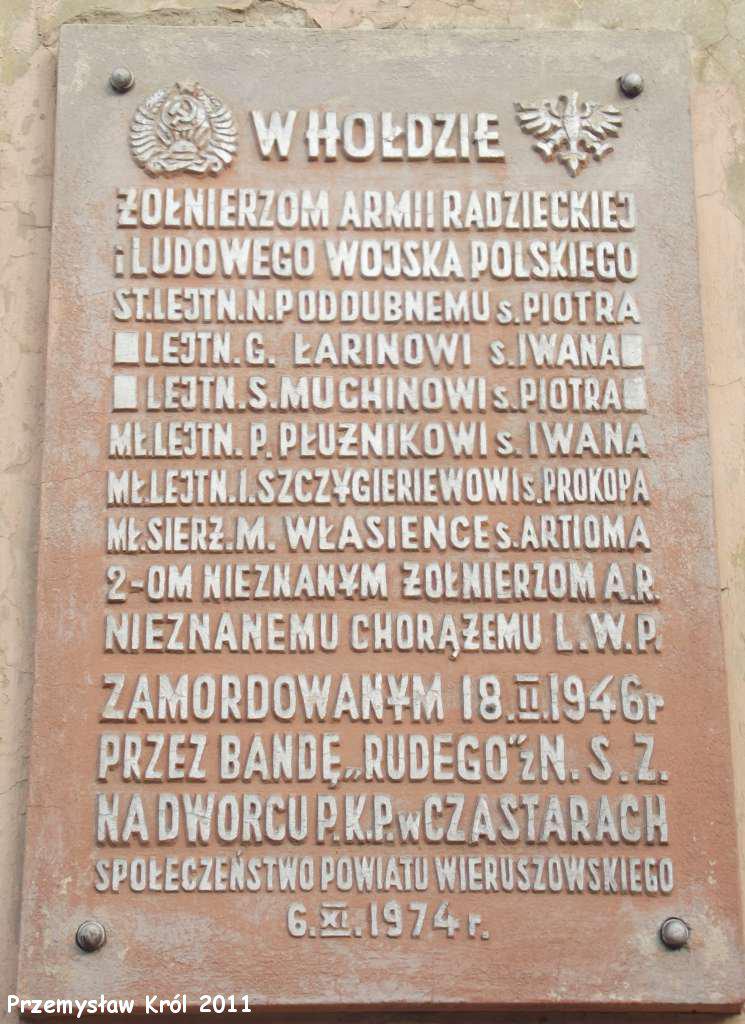 W HOŁDZIE
ŻOŁNIERZOM ARMII RADZIECKIEJ
i LUDOWEGO WOJSKA POLSKIEGO
ST.LEJTN.N.PODDUBNEMU s.PIOTRA
LEJTN.G. ŁARINOWI s.IWANA
LEJTN.S.MUCHINOWI s.PIOTRA
MŁ.LEJTN. P.PŁUŻNIKOWI s.IWANA
MŁ.LEJTN.I.SZCZYGIERIEWOWI s.PROKOPA
MŁ.SIERŻ.M. WŁASIENCE s.ARTIOMA
2-OM NIEZNANYM ŻOŁNIERZOM A.R.
NIEZNANEMU CHORĄŻEMU L.W.P.
ZAMORDOWANYM 18.II.1946r
PRZEZ BANDĘ „RUDEGO” z N.S.Z.
NA DWORCU P.K.P. w CZASTARACH
SPOŁECZEŃSTWO POWIATU WIERUSZOWSKIEGO
6.XI.1974r.
Przemysław Król 2011